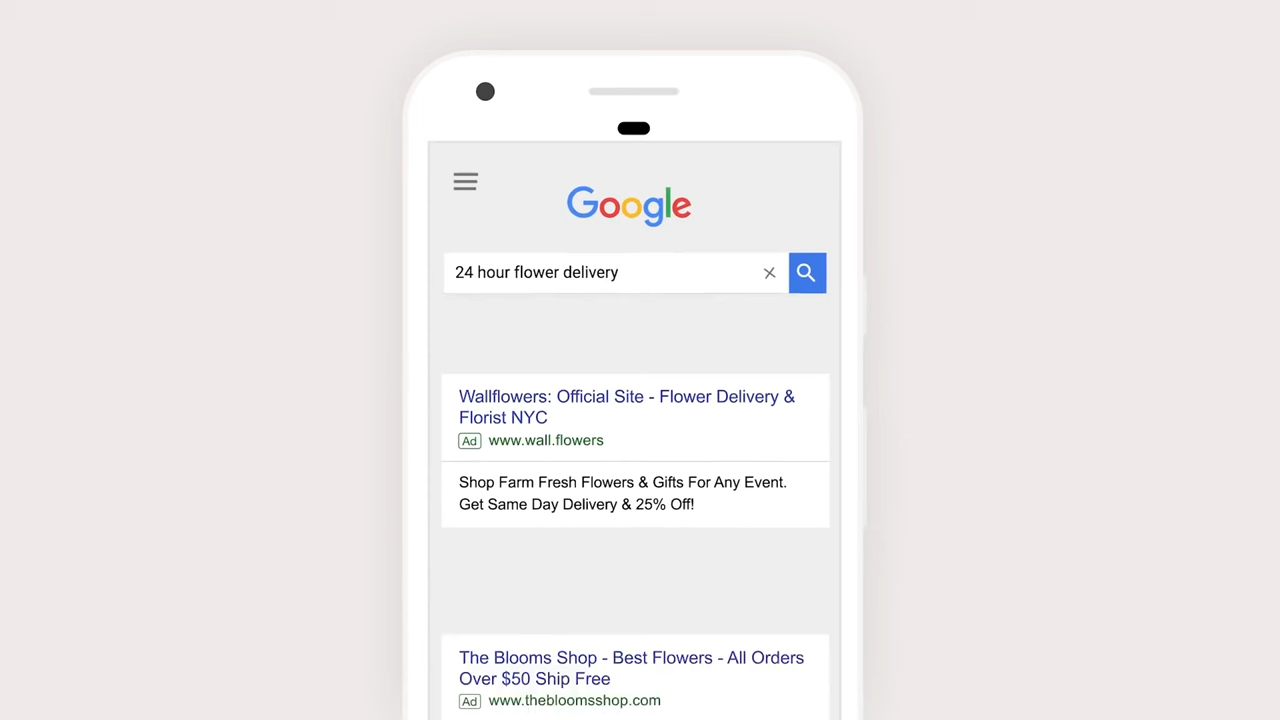 Google
24 hour flower delivery
Wallflowers: Official Site - Flower Delivery &
Florist NYC
Ad www.wall.flowers
Shop Farm Fresh Flowers & Gifts For Any Event.
Get Same Day Delivery & 25% Off!
The Blooms Shop - Best Flowers - All Orders
Over $50 Ship Free
Ad www.thebloomsshop.com